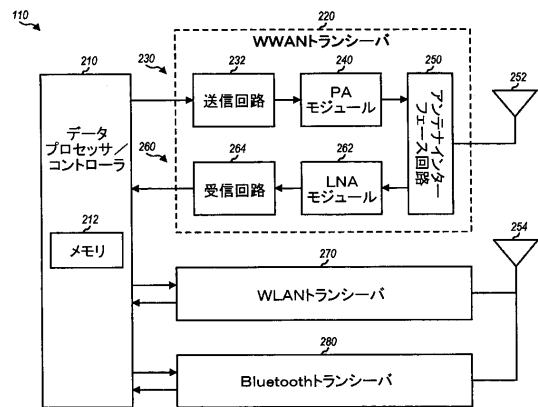 110
210
データ
プロセッサ／
コントローラ
212
メモリ
220
WWANトランシーバ
230
232
送信回路
240
PA
モジュール
250
アンテナインター
フェース回路
252
260
264
受信回路
262
LNA
モジュール
254
270
WLANトランシーバ
280
Bluetoothトランシーバ